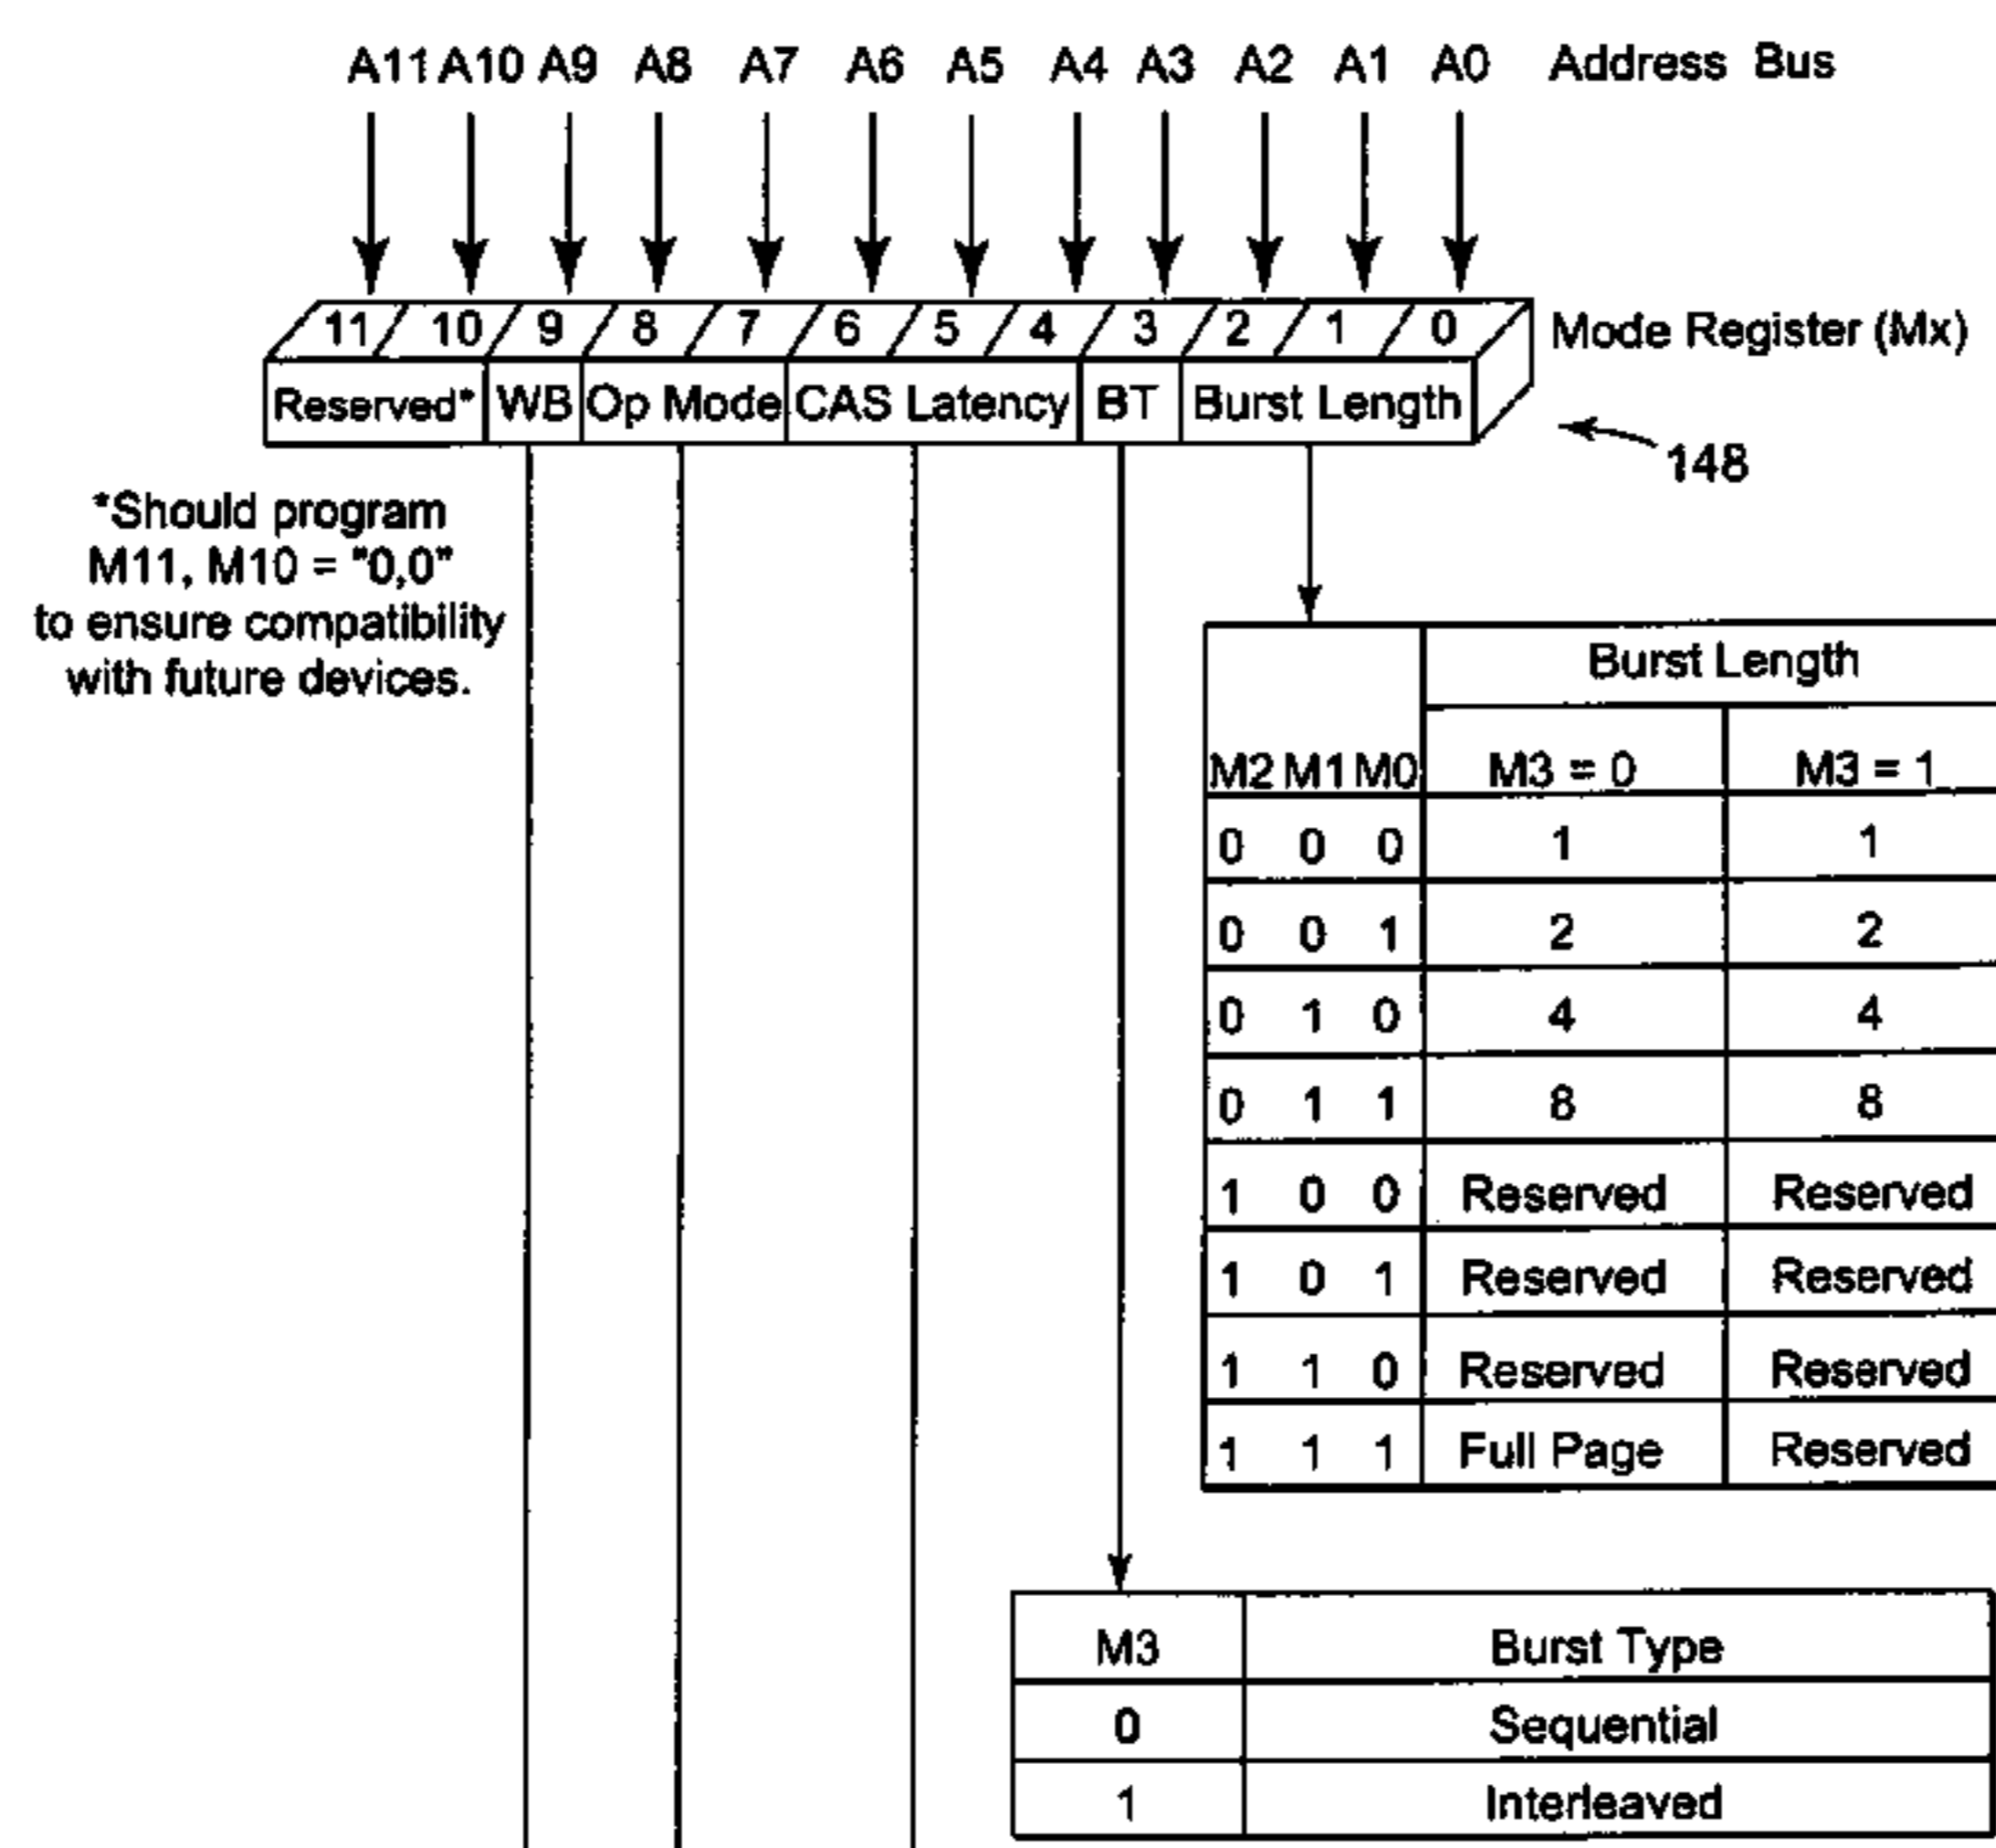 A11 A10 A9 A8 A7 A6 A5 A4 A3 A2 A1 A0 Address Bus
11 10 9 8 7 6 5 4 3 2 1 0 Mode Register (Mx)
Reserved* WB Op Mode CAS Latency BT Burst Length
148
*Should program
M11, M10 = "0,0"
to ensure compatibility
with future devices.
Burst Length
M2 M1 M0 M3 = 0 M3 = 1
0 0 0 1 1
0 0 1 2 2
0 1 0 4 4
0 1 1 8 8
1 0 0 Reserved Reserved
1 0 1 Reserved Reserved
1 1 0 Reserved Reserved
1 1 1 Full Page Reserved
M3 Burst Type
0 Sequential
1 Interleaved